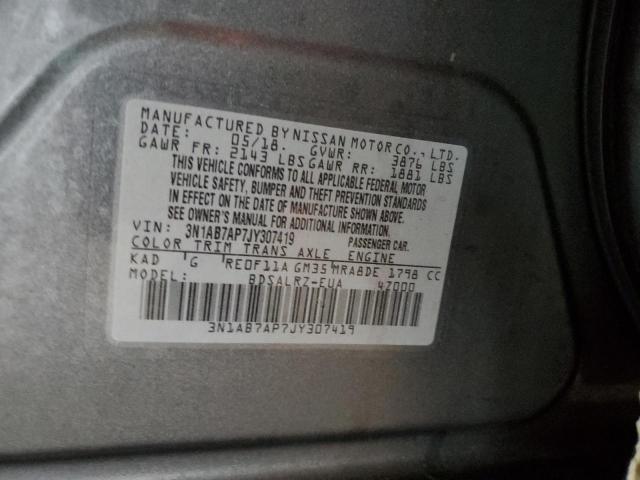 MANUFACTURED BY NISSAN MOTOR CO., LTD.
DATE: 05/18. GVWR: 3876 LBS
GAWR FR: 2143 LBS GAWR RR: 1881 LBS
THIS VEHICLE CONFORMS TO ALL APPLICABLE FEDERAL MOTOR
VEHICLE SAFETY, BUMPER AND THEFT PREVENTION STANDARDS
IN EFFECT ON THE DATE OF MANUFACTURE SHOWN ABOVE.
SEE OWNER'S MANUAL FOR ADDITIONAL INFORMATION.
VIN: 3N1AB7AP7JY307419 PASSENGER CAR.
COLOR TRIM TRANS AXLE ENGINE
KAD G RE0F11A GM35 MRA8DE 1798 CC
MODEL: BDSALRZ-EUA 47000
3N1AB7AP7JY307419